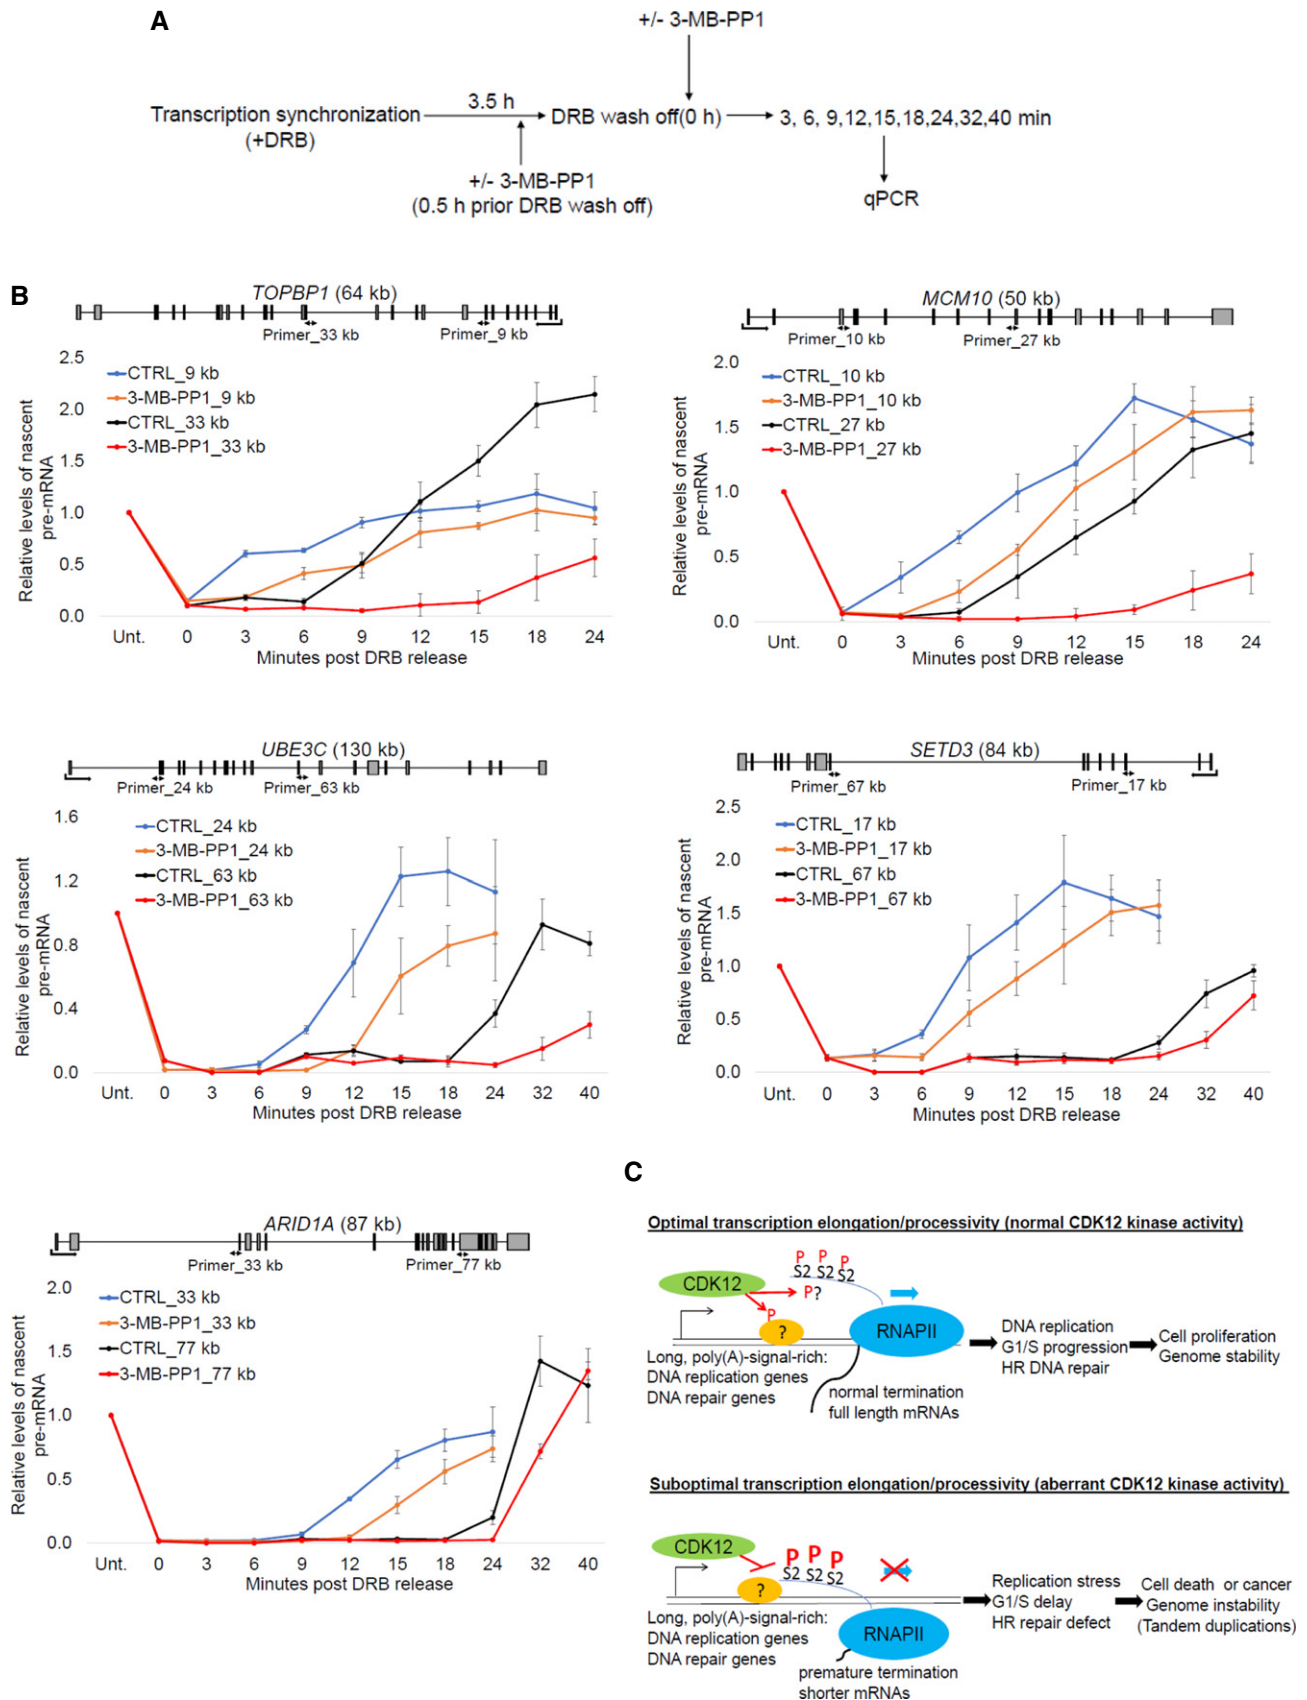 A
+/- 3-MB-PP1
Transcription synchronization
(+DRB)
3.5 h
DRB wash off(0 h)
3, 6, 9,12,15,18,24,32,40 min
+/- 3-MB-PP1
(0.5 h prior DRB wash off)
qPCR
B
TOPBP1 (64 kb)
Primer_33 kb
Primer_9 kb
Relative levels of nascent
pre-mRNA
2.5
2.0
1.5
1.0
0.5
0.0
CTRL_9 kb
3-MB-PP1_9 kb
CTRL_33 kb
3-MB-PP1_33 kb
Unt. 0 3 6 9 12 15 18 24
Minutes post DRB release
MCM10 (50 kb)
Primer_10 kb
Primer_27 kb
Relative levels of nascent
pre-mRNA
2.0
1.5
1.0
0.5
0.0
CTRL_10 kb
3-MB-PP1_10 kb
CTRL_27 kb
3-MB-PP1_27 kb
Unt. 0 3 6 9 12 15 18 24
Minutes post DRB release
UBE3C (130 kb)
Primer_24 kb
Primer_63 kb
Relative levels of nascent
pre-mRNA
1.6
1.2
0.8
0.4
0.0
CTRL_24 kb
3-MB-PP1_24 kb
CTRL_63 kb
3-MB-PP1_63 kb
Unt. 0 3 6 9 12 15 18 24 32 40
Minutes post DRB release
SETD3 (84 kb)
Primer_67 kb
Primer_17 kb
Relative levels of nascent
pre-mRNA
2.5
2.0
1.5
1.0
0.5
0.0
CTRL_17 kb
3-MB-PP1_17 kb
CTRL_67 kb
3-MB-PP1_67 kb
Unt. 0 3 6 9 12 15 18 24 32 40
Minutes post DRB release
ARID1A (87 kb)
Primer_33 kb
Primer_77 kb
Relative levels of nascent
pre-mRNA
2.0
1.5
1.0
0.5
0.0
CTRL_33 kb
3-MB-PP1_33 kb
CTRL_77 kb
3-MB-PP1_77 kb
Unt. 0 3 6 9 12 15 18 24 32 40
Minutes post DRB release
C
Optimal transcription elongation/processivity (normal CDK12 kinase activity)
CDK12
P P P
S2 S2 S2
P?
P
?
RNAPII
Long, poly(A)-signal-rich:
DNA replication genes
DNA repair genes
normal termination
full length mRNAs
DNA replication
G1/S progression
HR DNA repair
Cell proliferation
Genome stability
Suboptimal transcription elongation/processivity (aberrant CDK12 kinase activity)
CDK12
P P P
S2 S2 S2
?
RNAPII
Long, poly(A)-signal-rich:
DNA replication genes
DNA repair genes
premature termination
shorter mRNAs
Replication stress
G1/S delay
HR repair defect
Cell death or cancer
Genome instability
(Tandem duplications)